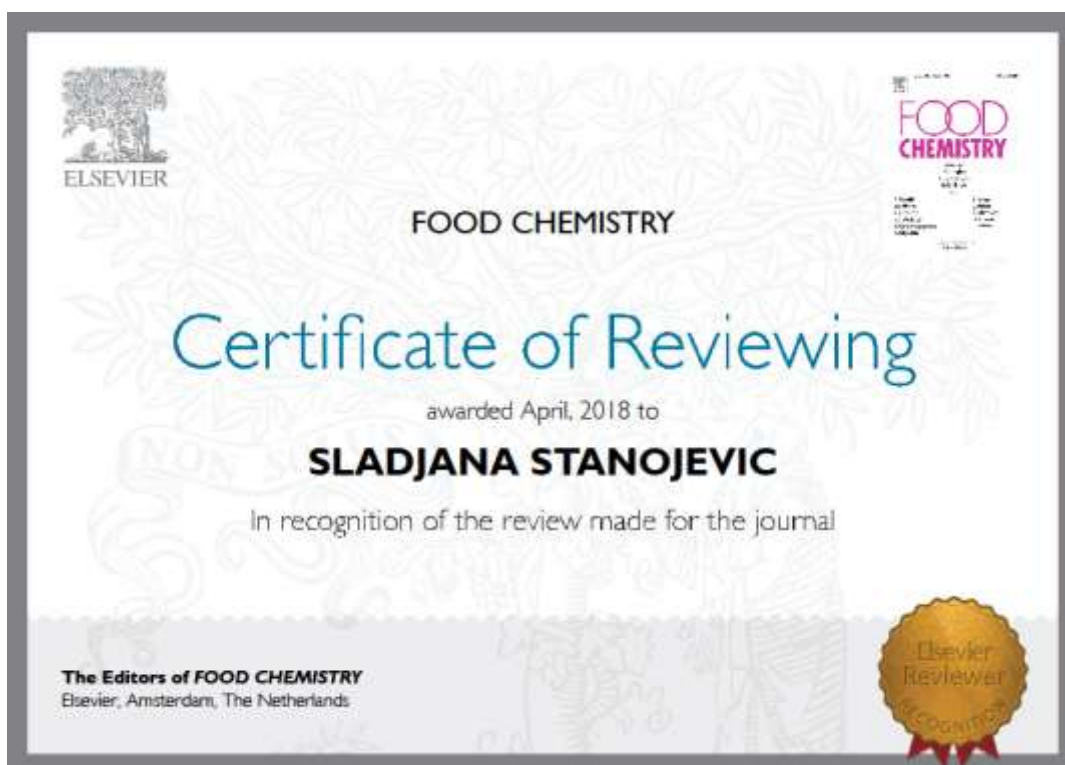 ELSEVIER
FOOD
CHEMISTRY
FOOD CHEMISTRY
Certificate of Reviewing
awarded April, 2018 to
SLADJANA STANOJEVIC
In recognition of the review made for the journal
The Editors of FOOD CHEMISTRY
Elsevier, Amsterdam, The Netherlands
Elsevier
Reviewer
RECOGNITION
NON